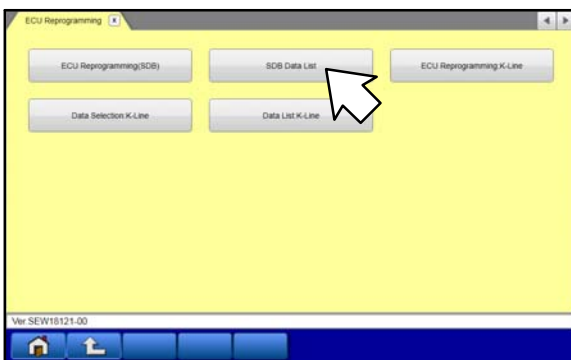 ECU Reprogramming
ECU Reprogramming(SDB)
SDB Data List
ECU Reprogramming:K-Line
Data Selection:K-Line
Data List:K-Line
Ver.SEW18121-00